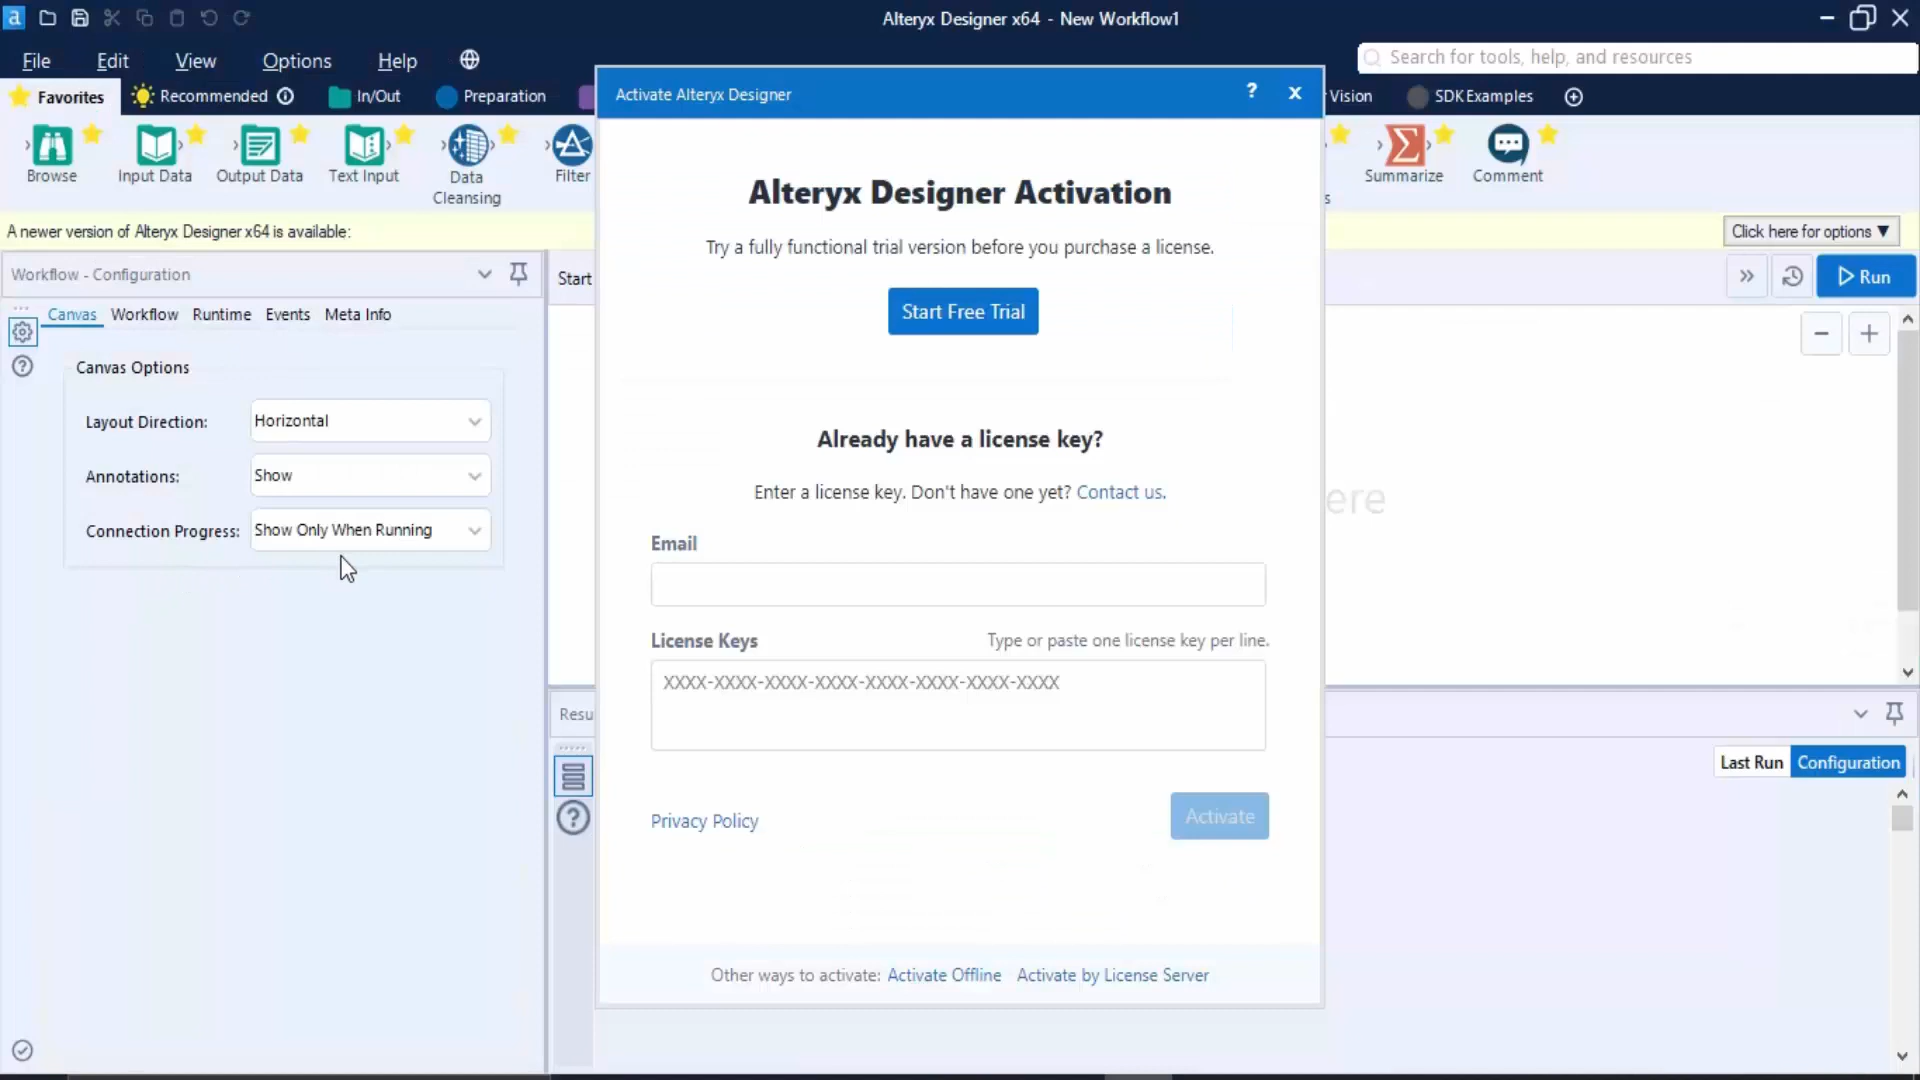 a
Alteryx Designer x64 - New Workflow1
File Edit View Options Help
Search for tools, help, and resources
Favorites Recommended In/Out Preparation Vision SDKExamples
Activate Alteryx Designer ? x
Browse Input Data Output Data Text Input Data
Cleansing Filter Summarize Comment
s
A newer version of Alteryx Designer x64 is available:
Click here for options ▼
Workflow - Configuration
Start
Run
Canvas Workflow Runtime Events Meta Info
Canvas Options
Layout Direction: Horizontal
Annotations: Show
Connection Progress: Show Only When Running
Alteryx Designer Activation
Try a fully functional trial version before you purchase a license.
Start Free Trial
Already have a license key?
Enter a license key. Don't have one yet? Contact us.
ere
Email
License Keys Type or paste one license key per line.
XXXX-XXXX-XXXX-XXXX-XXXX-XXXX-XXXX-XXXX
Resu
Last Run Configuration
Privacy Policy
Activate
Other ways to activate: Activate Offline Activate by License Server